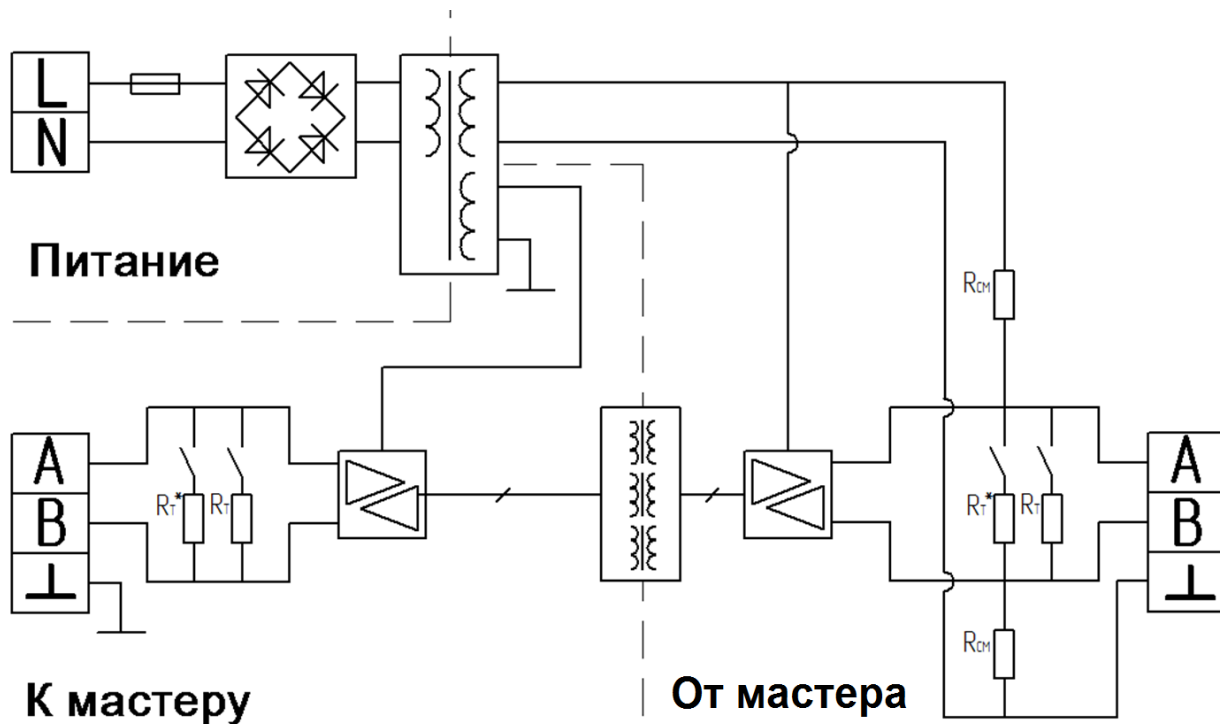 L
N
Питание
Rсм
A
B
Rт*
Rт
Rт*
Rт
A
B
Rсм
К мастеру
От мастера